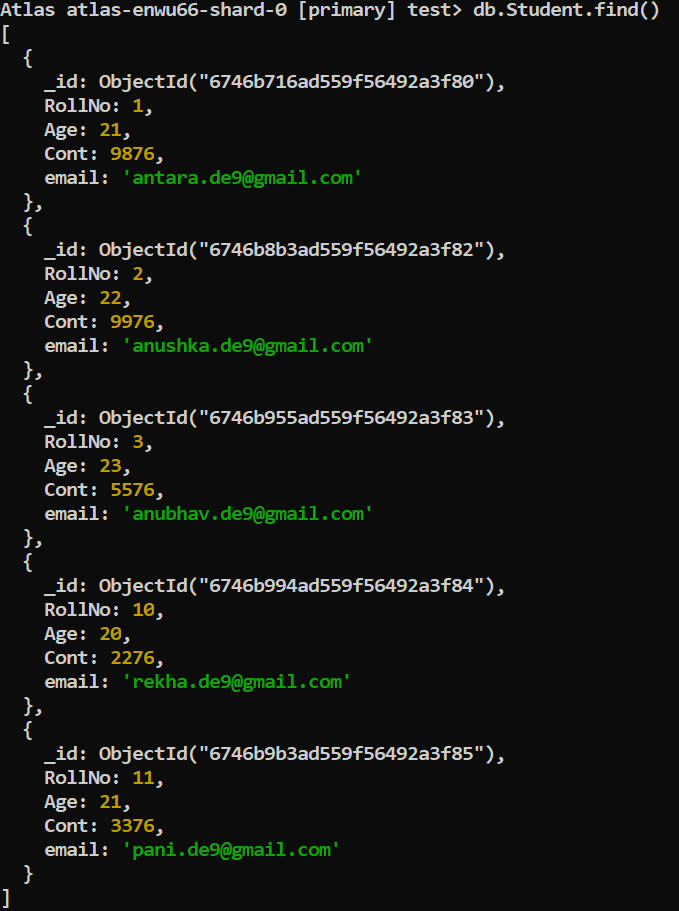 Atlas atlas-enwu66-shard-0 [primary] test> db.Student.find()
[
  {
    _id: ObjectId("6746b716ad559f56492a3f80"),
    RollNo: 1,
    Age: 21,
    Cont: 9876,
    email: 'antara.de9@gmail.com'
  },
  {
    _id: ObjectId("6746b8b3ad559f56492a3f82"),
    RollNo: 2,
    Age: 22,
    Cont: 9976,
    email: 'anushka.de9@gmail.com'
  },
  {
    _id: ObjectId("6746b955ad559f56492a3f83"),
    RollNo: 3,
    Age: 23,
    Cont: 5576,
    email: 'anubhav.de9@gmail.com'
  },
  {
    _id: ObjectId("6746b994ad559f56492a3f84"),
    RollNo: 10,
    Age: 20,
    Cont: 2276,
    email: 'rekha.de9@gmail.com'
  },
  {
    _id: ObjectId("6746b9b3ad559f56492a3f85"),
    RollNo: 11,
    Age: 21,
    Cont: 3376,
    email: 'pani.de9@gmail.com'
  }
]